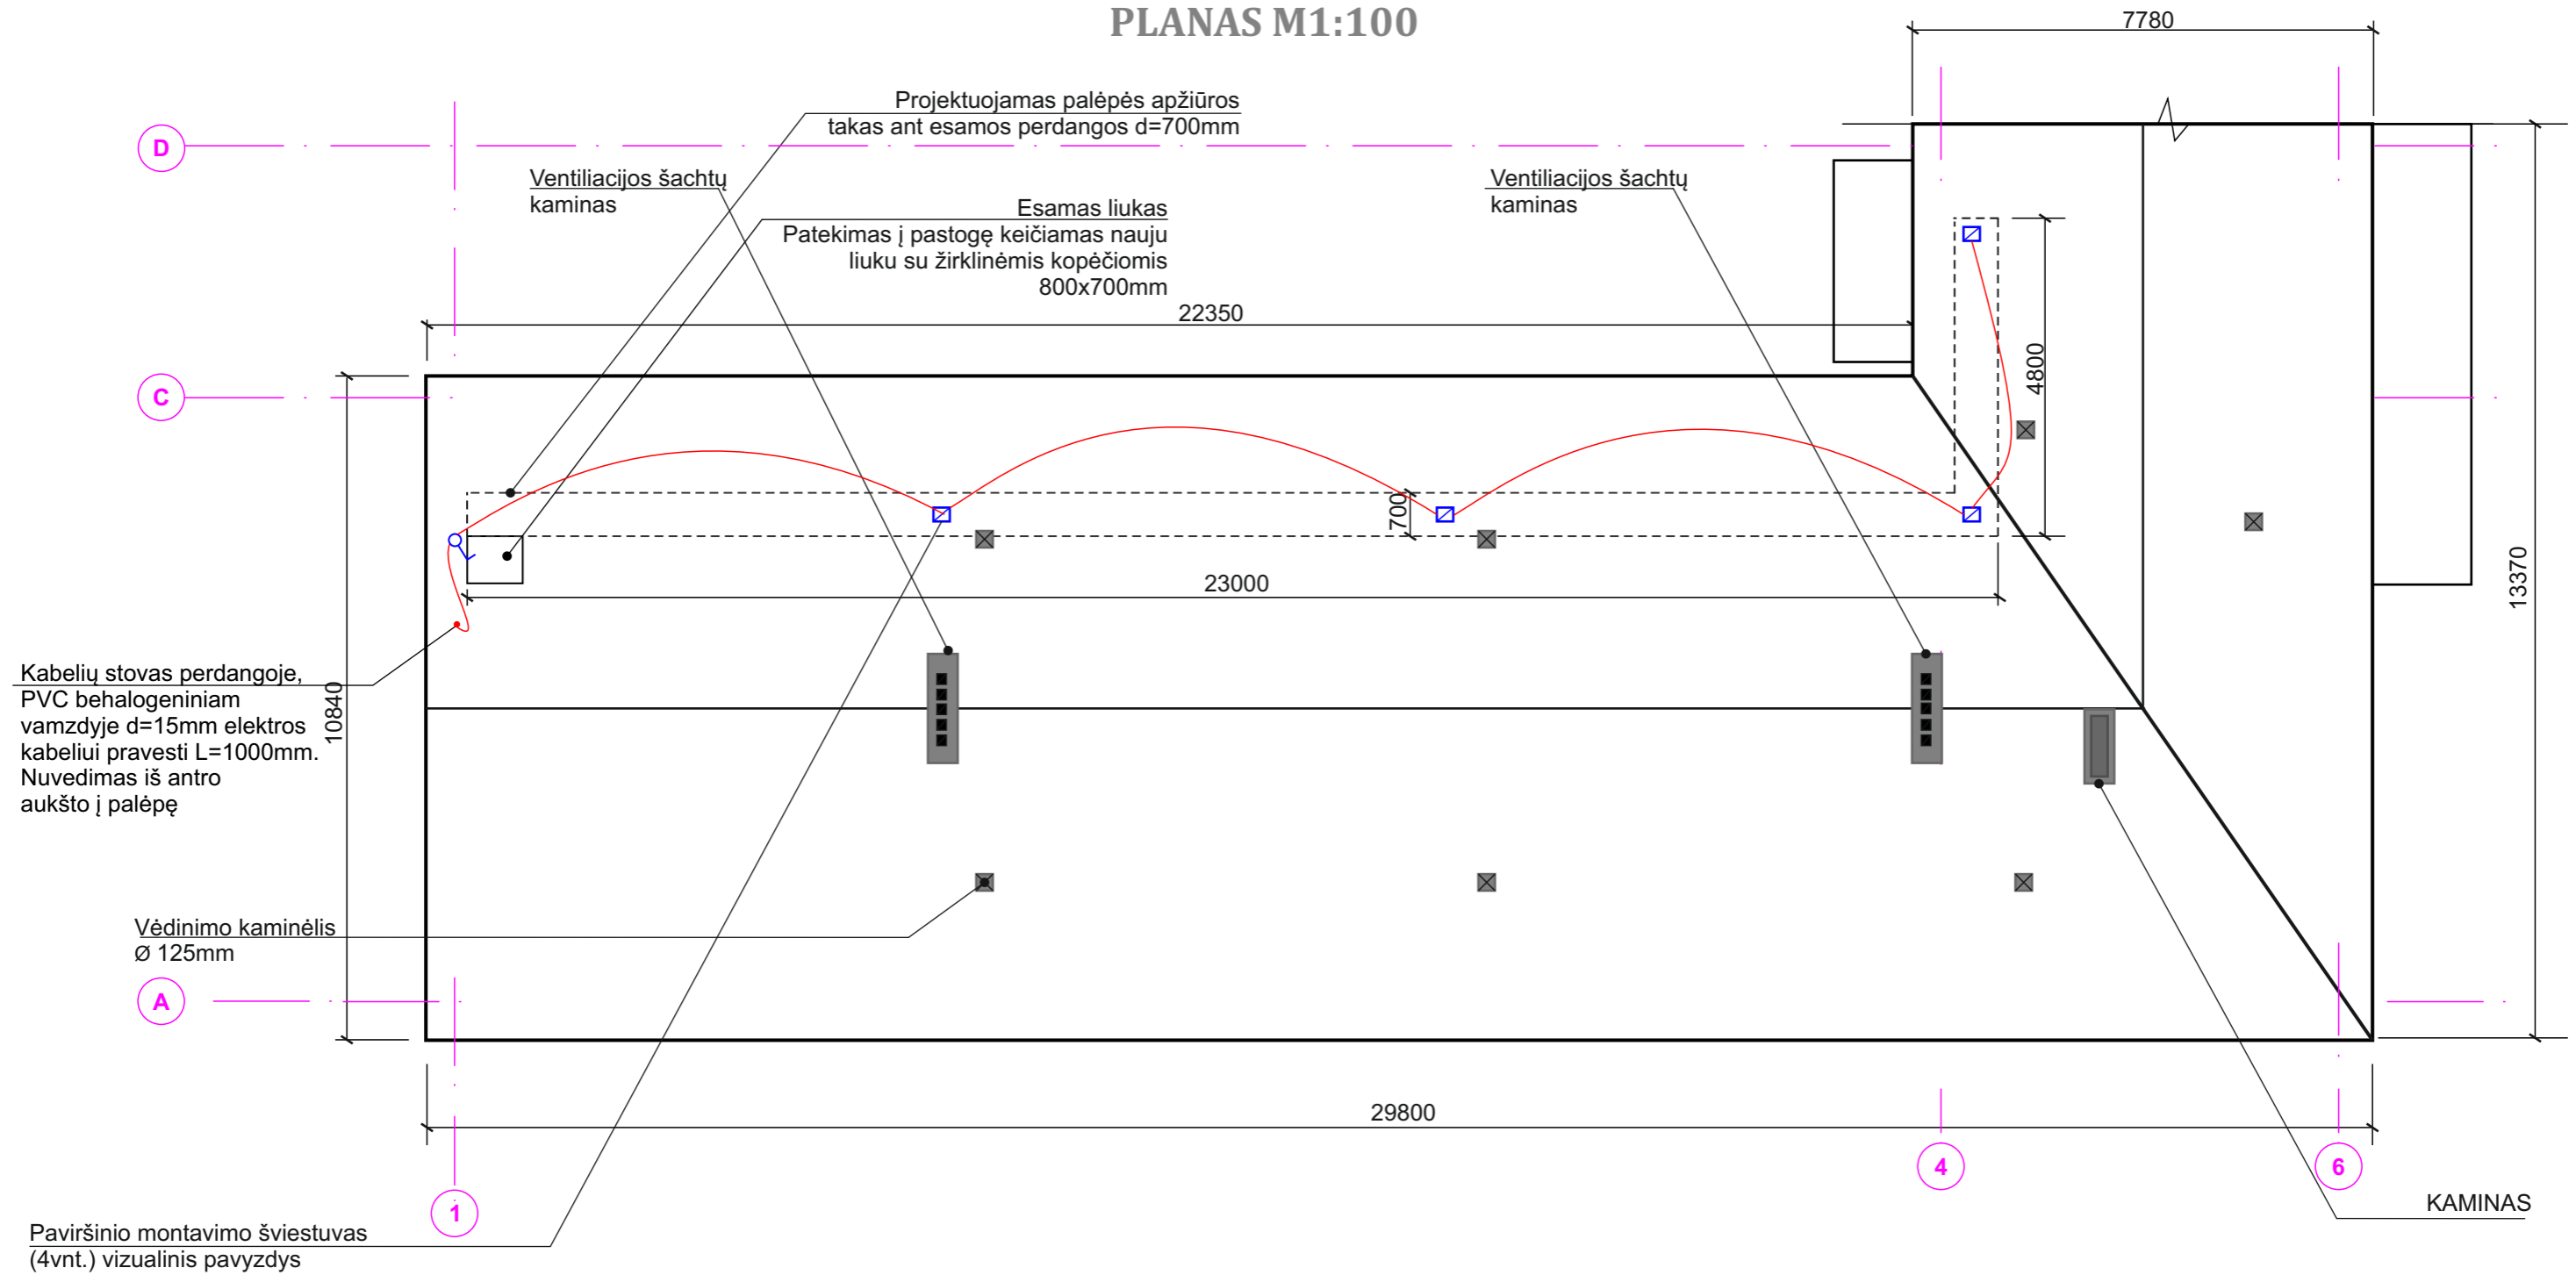 PLANAS M1:100
7780
Projektuojamas palėpės apžiūros
takas ant esamos perdangos d=700mm
D
Ventiliacijos šachtų
kaminas
Ventiliacijos šachtų
kaminas
Esamas liukas
Patekimas į pastogę keičiamas nauju
liuku su žirklinėmis kopėčiomis
800x700mm
22350
4800
C
700
23000
13370
Kabelių stovas perdangoje,
PVC behalogeniniam
vamzdyje d=15mm elektros
kabeliui pravesti L=1000mm.
Nuvedimas iš antro
aukšto į palėpę
10840
Vėdinimo kaminėlis
Ø 125mm
A
29800
4
6
1
KAMINAS
Paviršinio montavimo šviestuvas
(4vnt.) vizualinis pavyzdys